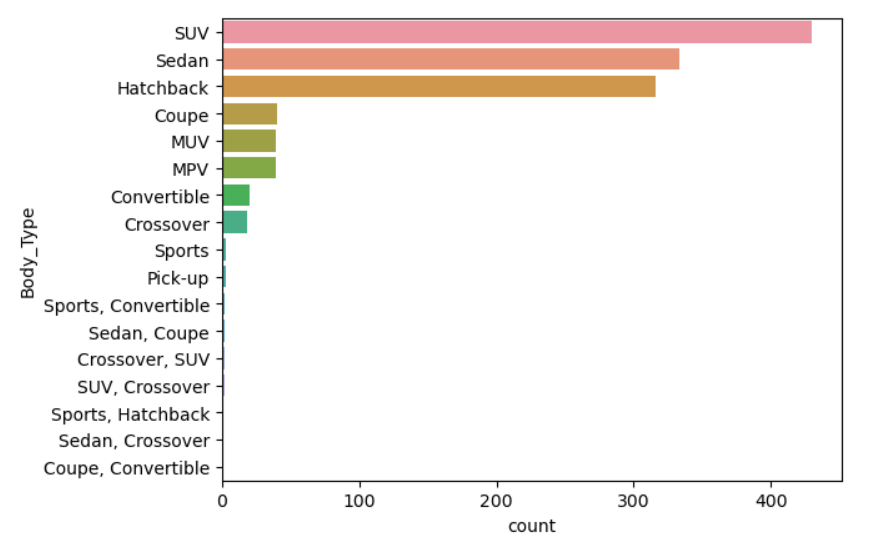 SUV
Sedan
Hatchback
Coupe
MUV
MPV
Convertible
Crossover
Sports
Pick-up
Sports, Convertible
Sedan, Coupe
Crossover, SUV
SUV, Crossover
Sports, Hatchback
Sedan, Crossover
Coupe, Convertible
Body_Type
0 100 200 300 400
count